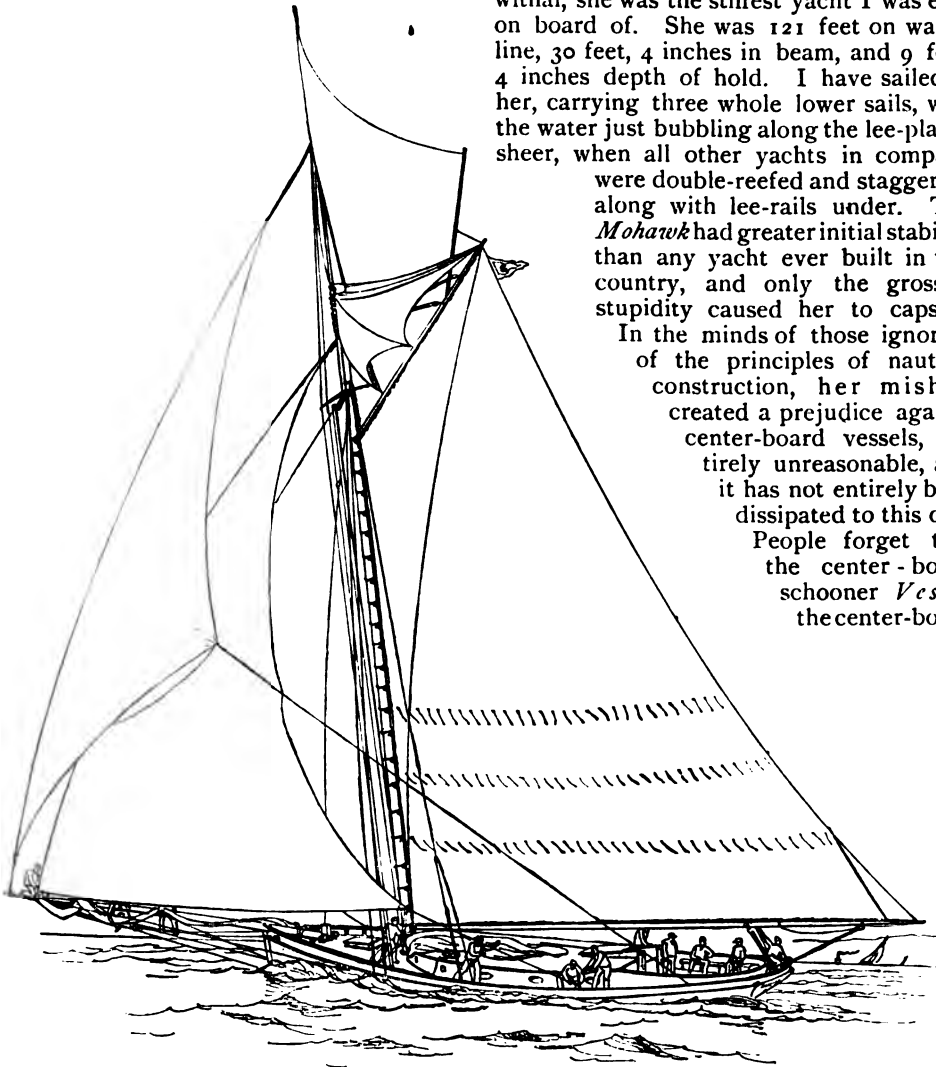 withal, she was the stiffest yacht I was e
on board of. She was 121 feet on wa
line, 30 feet, 4 inches in beam, and 9 f
4 inches depth of hold. I have sailed
her, carrying three whole lower sails, w
the water just bubbling along the lee-pla
sheer, when all other yachts in comp
were double-reefed and stagger
along with lee-rails under. T
Mohawk had greater initial stabi
than any yacht ever built in t
country, and only the gross
stupidity caused her to caps
In the minds of those ignor
of the principles of naut
construction, her mish
created a prejudice aga
center-board vessels,
tirely unreasonable, a
it has not entirely b
dissipated to this d
People forget t
the center-bo
schooner Ves
the center-bo